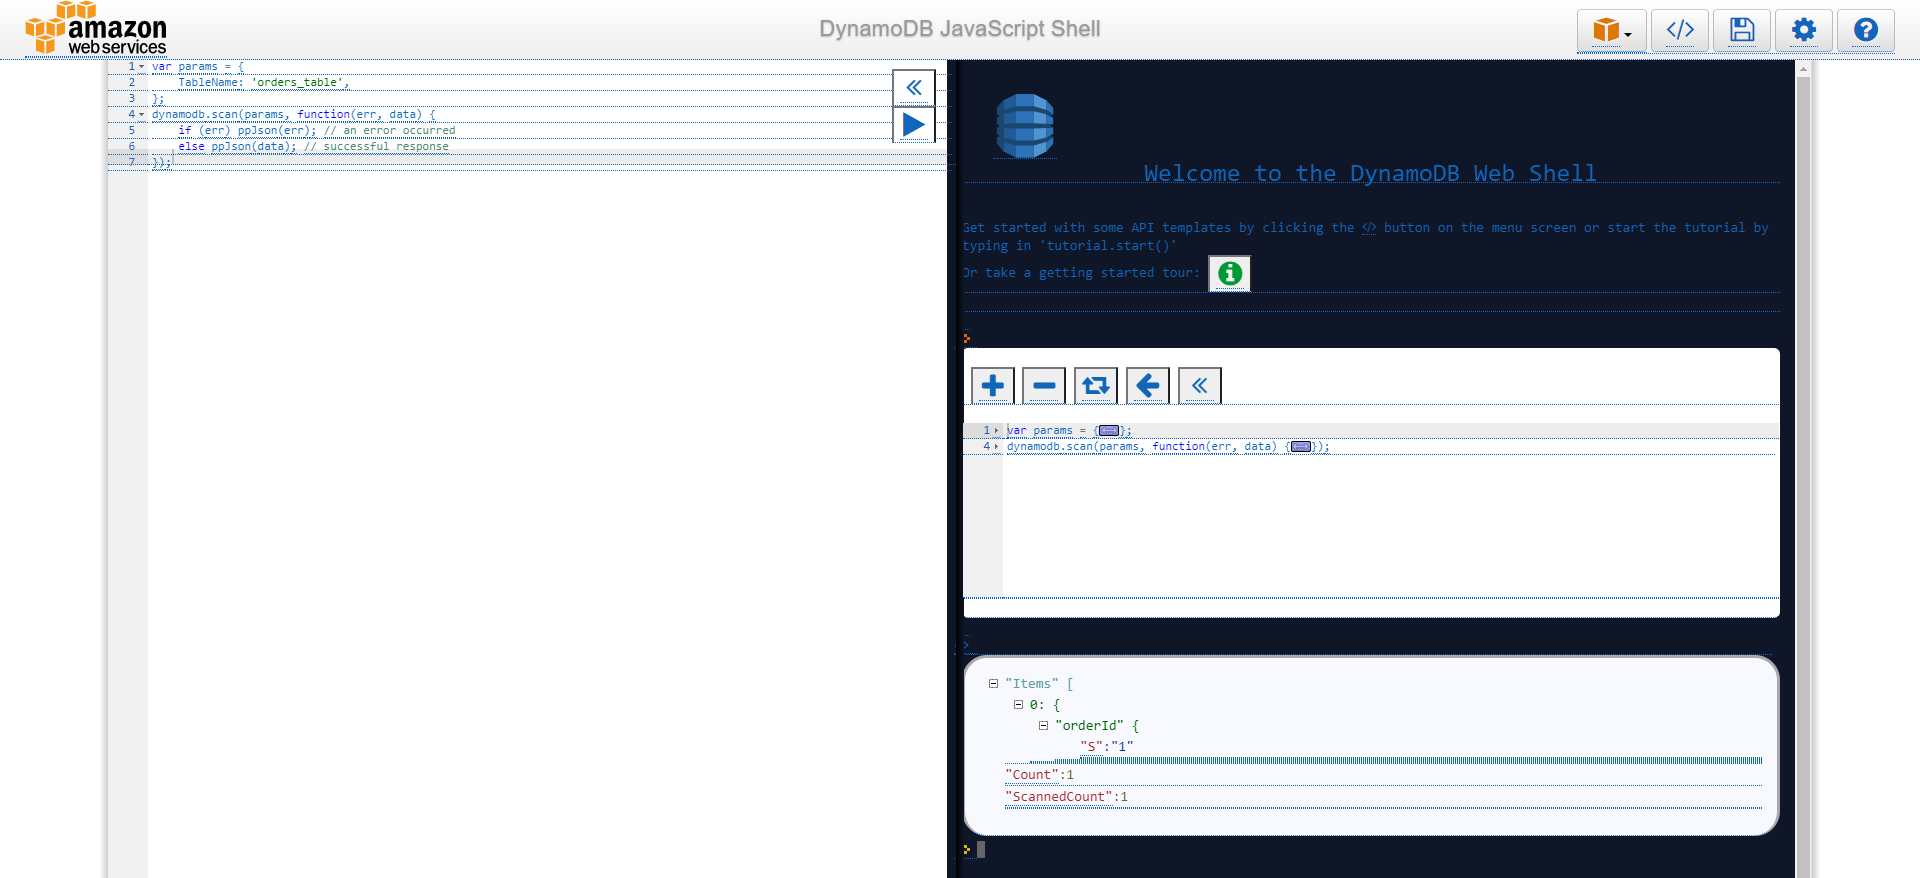 amazon
web services
DynamoDB JavaScript Shell
</>
1 var params = {
2 TableName: 'orders_table',
3 };
4 dynamodb.scan(params, function(err, data) {
5 if (err) ppJson(err); // an error occurred
6 else ppJson(data); // successful response
7 });
Welcome to the DynamoDB Web Shell
Get started with some API templates by clicking the </> button on the menu screen or start the tutorial by
typing in 'tutorial.start()'
Or take a getting started tour:
1 var params = {};
4 dynamodb.scan(params, function(err, data) {});
>
"Items" [
0: {
"orderId" {
"S":"1"
"Count":1
"ScannedCount":1
>